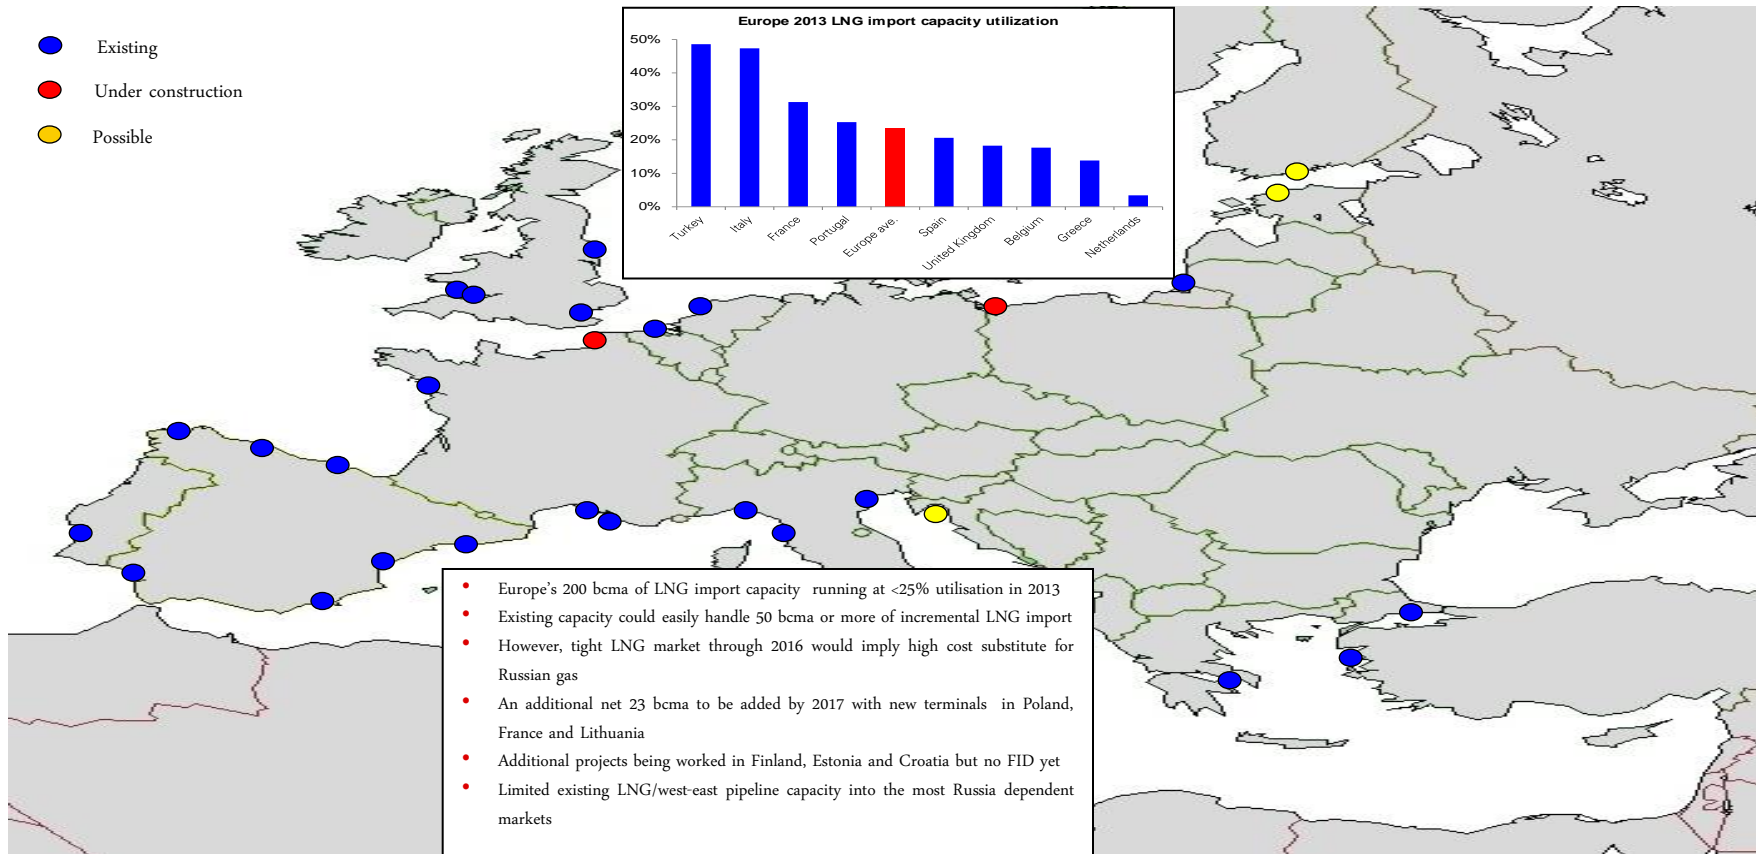 Europe 2013 LNG import capacity utilization
Existing
Under construction
Possible
50%
40%
30%
20%
10%
0%
Turkey
Italy
France
Portugal
Europe ave.
Spain
United Kingdom
Belgium
Greece
Netherlands
• Europe's 200 bcma of LNG import capacity running at <25% utilisation in 2013
• Existing capacity could easily handle 50 bcma or more of incremental LNG import
• However, tight LNG market through 2016 would imply high cost substitute for
Russian gas
• An additional net 23 bcma to be added by 2017 with new terminals in Poland,
France and Lithuania
• Additional projects being worked in Finland, Estonia and Croatia but no FID yet
• Limited existing LNG/west-east pipeline capacity into the most Russia dependent
markets